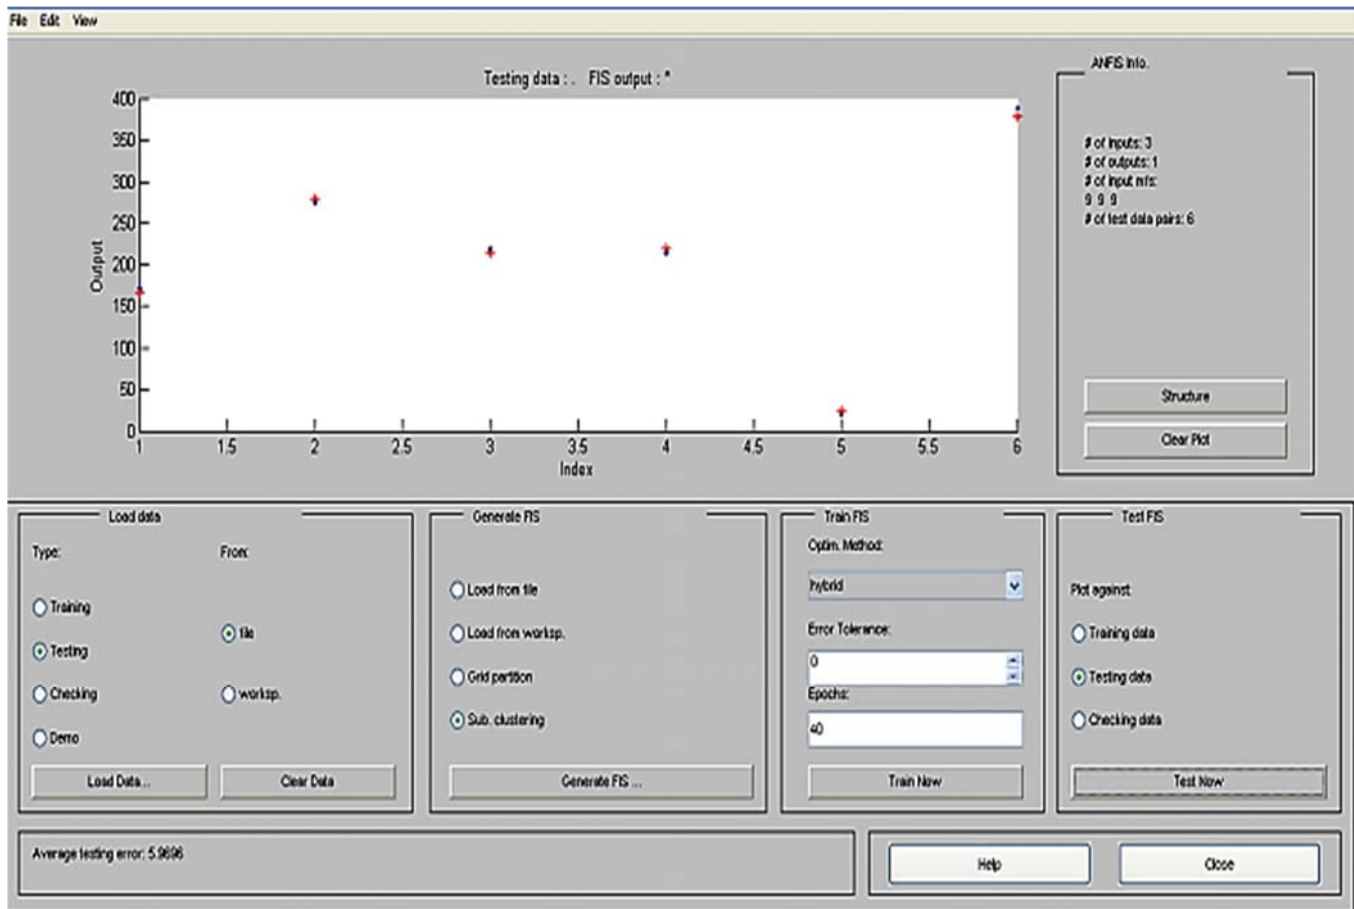 File Edit View
Testing data : . FIS output : *
400
350
300
250
200
150
100
50
0
Output
1 1.5 2 2.5 3 3.5 4 4.5 5 5.5 6
Index
ANFIS Info.
# of inputs: 3
# of outputs: 1
# of input mfs:
9 9 9
# of test data pairs: 6
Structure
Clear Plot
Load data
Type:
From:
Training
Testing
Checking
Demo
file
worksp.
Load Data...
Clear Data
Generate FIS
Load from file
Load from worksp.
Grid partition
Sub. clustering
Generate FIS ...
Train FIS
Optim. Method:
hybrid
Error Tolerance:
0
Epochs:
40
Train Now
Test FIS
Plot against:
Training data
Testing data
Checking data
Test Now
Average testing error: 5.9696
Help
Close